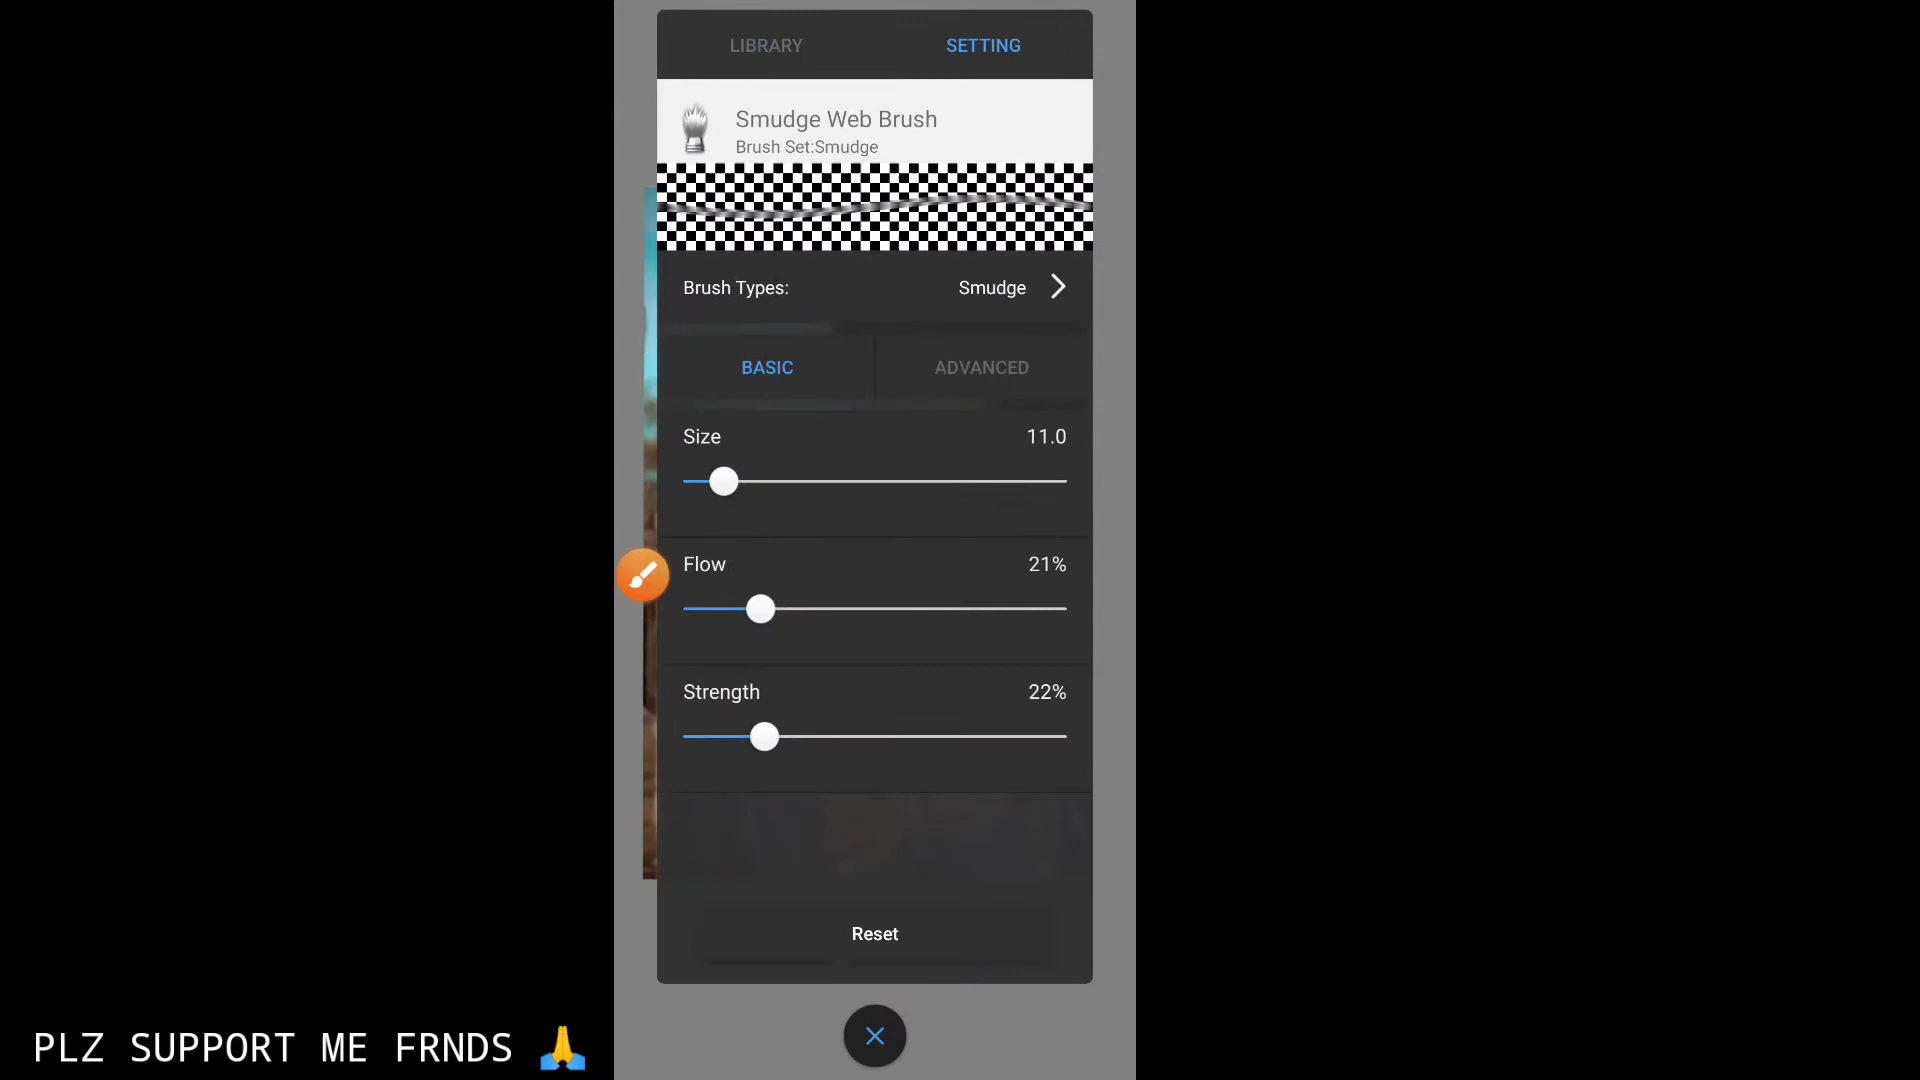 LIBRARY SETTING
Smudge Web Brush
Brush Set:Smudge
Brush Types: Smudge
BASIC ADVANCED
Size 11.0
Flow 21%
Strength 22%
Reset
PLZ SUPPORT ME FRNDS 🙏